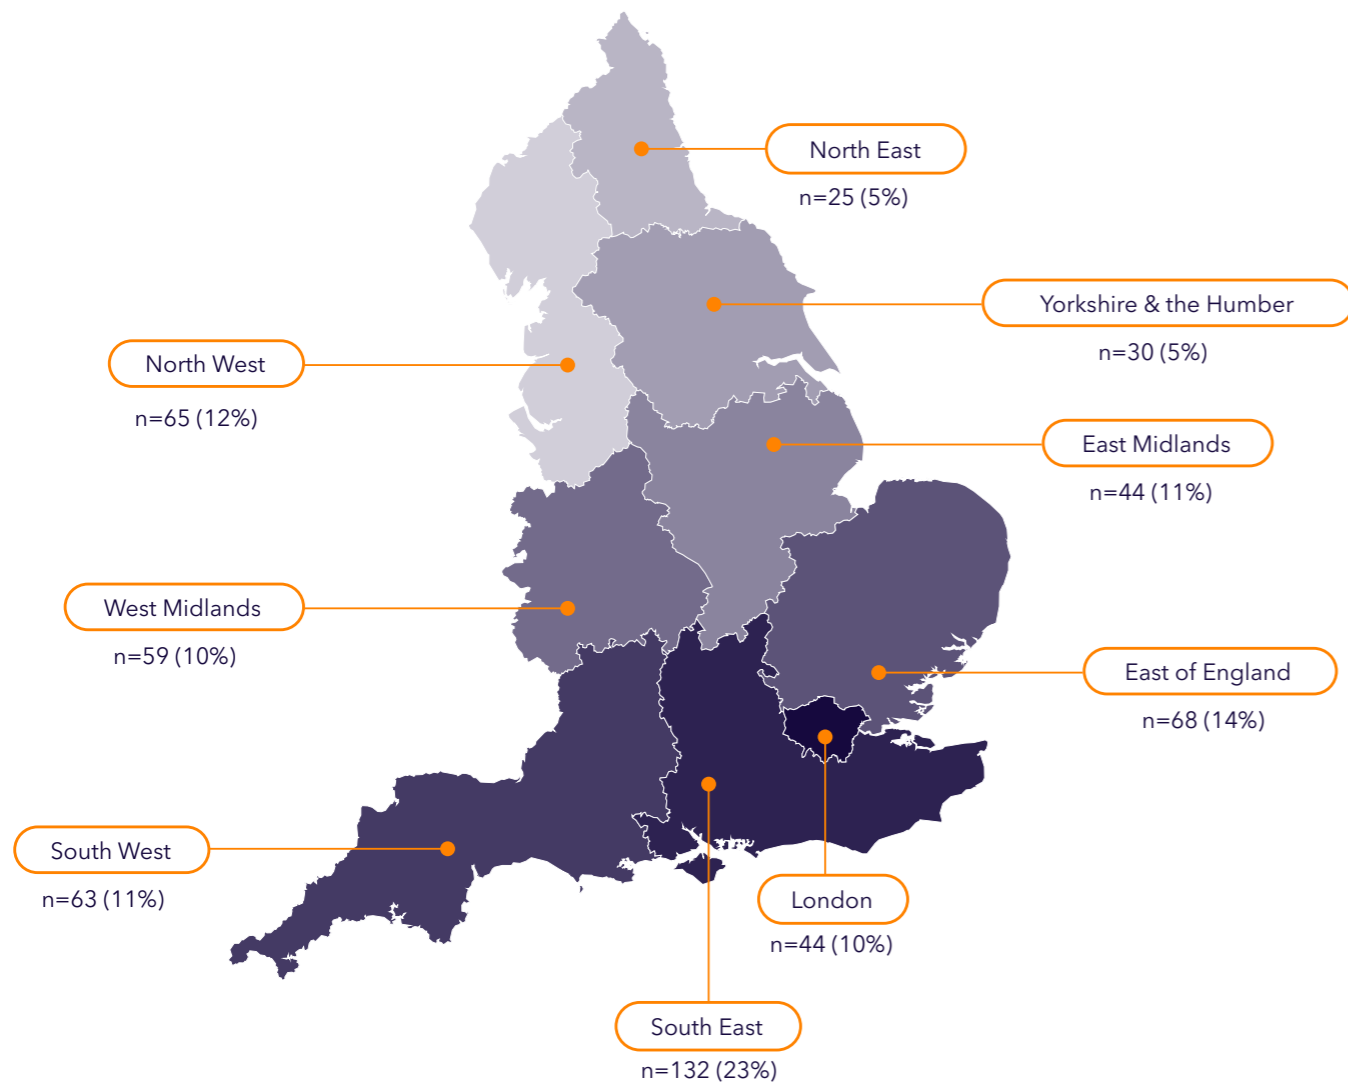 North East
n=25 (5%)
Yorkshire & the Humber
n=30 (5%)
North West
n=65 (12%)
East Midlands
n=44 (11%)
West Midlands
n=59 (10%)
East of England
n=68 (14%)
South West
n=63 (11%)
London
n=44 (10%)
South East
n=132 (23%)